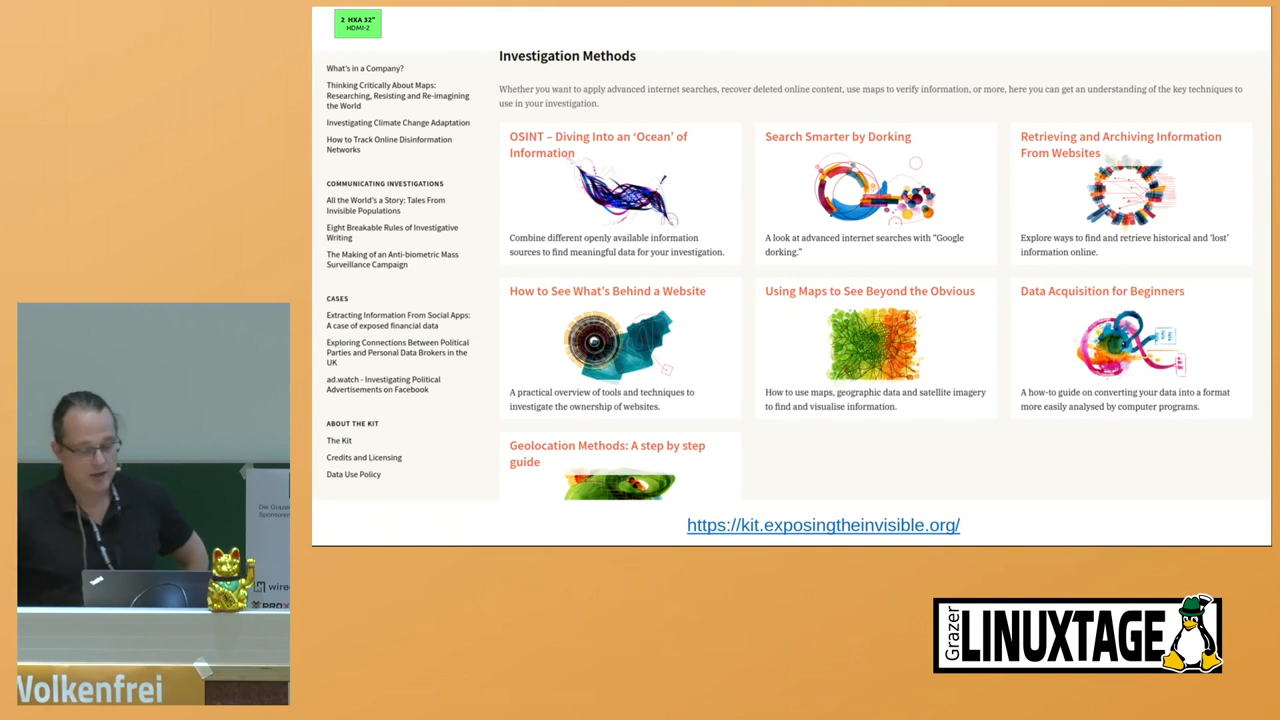 2 HXA 32"
HDMI-2
What's in a Company?
Thinking Critically About Maps:
Researching, Resisting and Re-imagining
the World
Investigating Climate Change Adaptation
How to Track Online Disinformation
Networks
COMMUNICATING INVESTIGATIONS
All the World's a Story: Tales From
Invisible Populations
Eight Breakable Rules of Investigative
Writing
The Making of an Anti-biometric Mass
Surveillance Campaign
CASES
Extracting Information From Social Apps:
A case of exposed financial data
Exploring Connections Between Political
Parties and Personal Data Brokers in the
UK
ad.watch - Investigating Political
Advertisements on Facebook
ABOUT THE KIT
The Kit
Credits and Licensing
Data Use Policy
Investigation Methods
Whether you want to apply advanced internet searches, recover deleted online content, use maps to verify information, or more, here you can get an understanding of the key techniques to
use in your investigation.
OSINT – Diving Into an ‘Ocean’ of
Information
Combine different openly available information
sources to find meaningful data for your investigation.
Search Smarter by Dorking
A look at advanced internet searches with “Google
dorking.”
Retrieving and Archiving Information
From Websites
Explore ways to find and retrieve historical and ‘lost’
information online.
How to See What's Behind a Website
A practical overview of tools and techniques to
investigate the ownership of websites.
Using Maps to See Beyond the Obvious
How to use maps, geographic data and satellite imagery
to find and visualise information.
Data Acquisition for Beginners
A how-to guide on converting your data into a format
more easily analysed by computer programs.
Geolocation Methods: A step by step
guide
https://kit.exposingtheinvisible.org/
Die Grazer
Sponsoren
wire
PROX
Volkenfrei
Grazer
LINUXTAGE